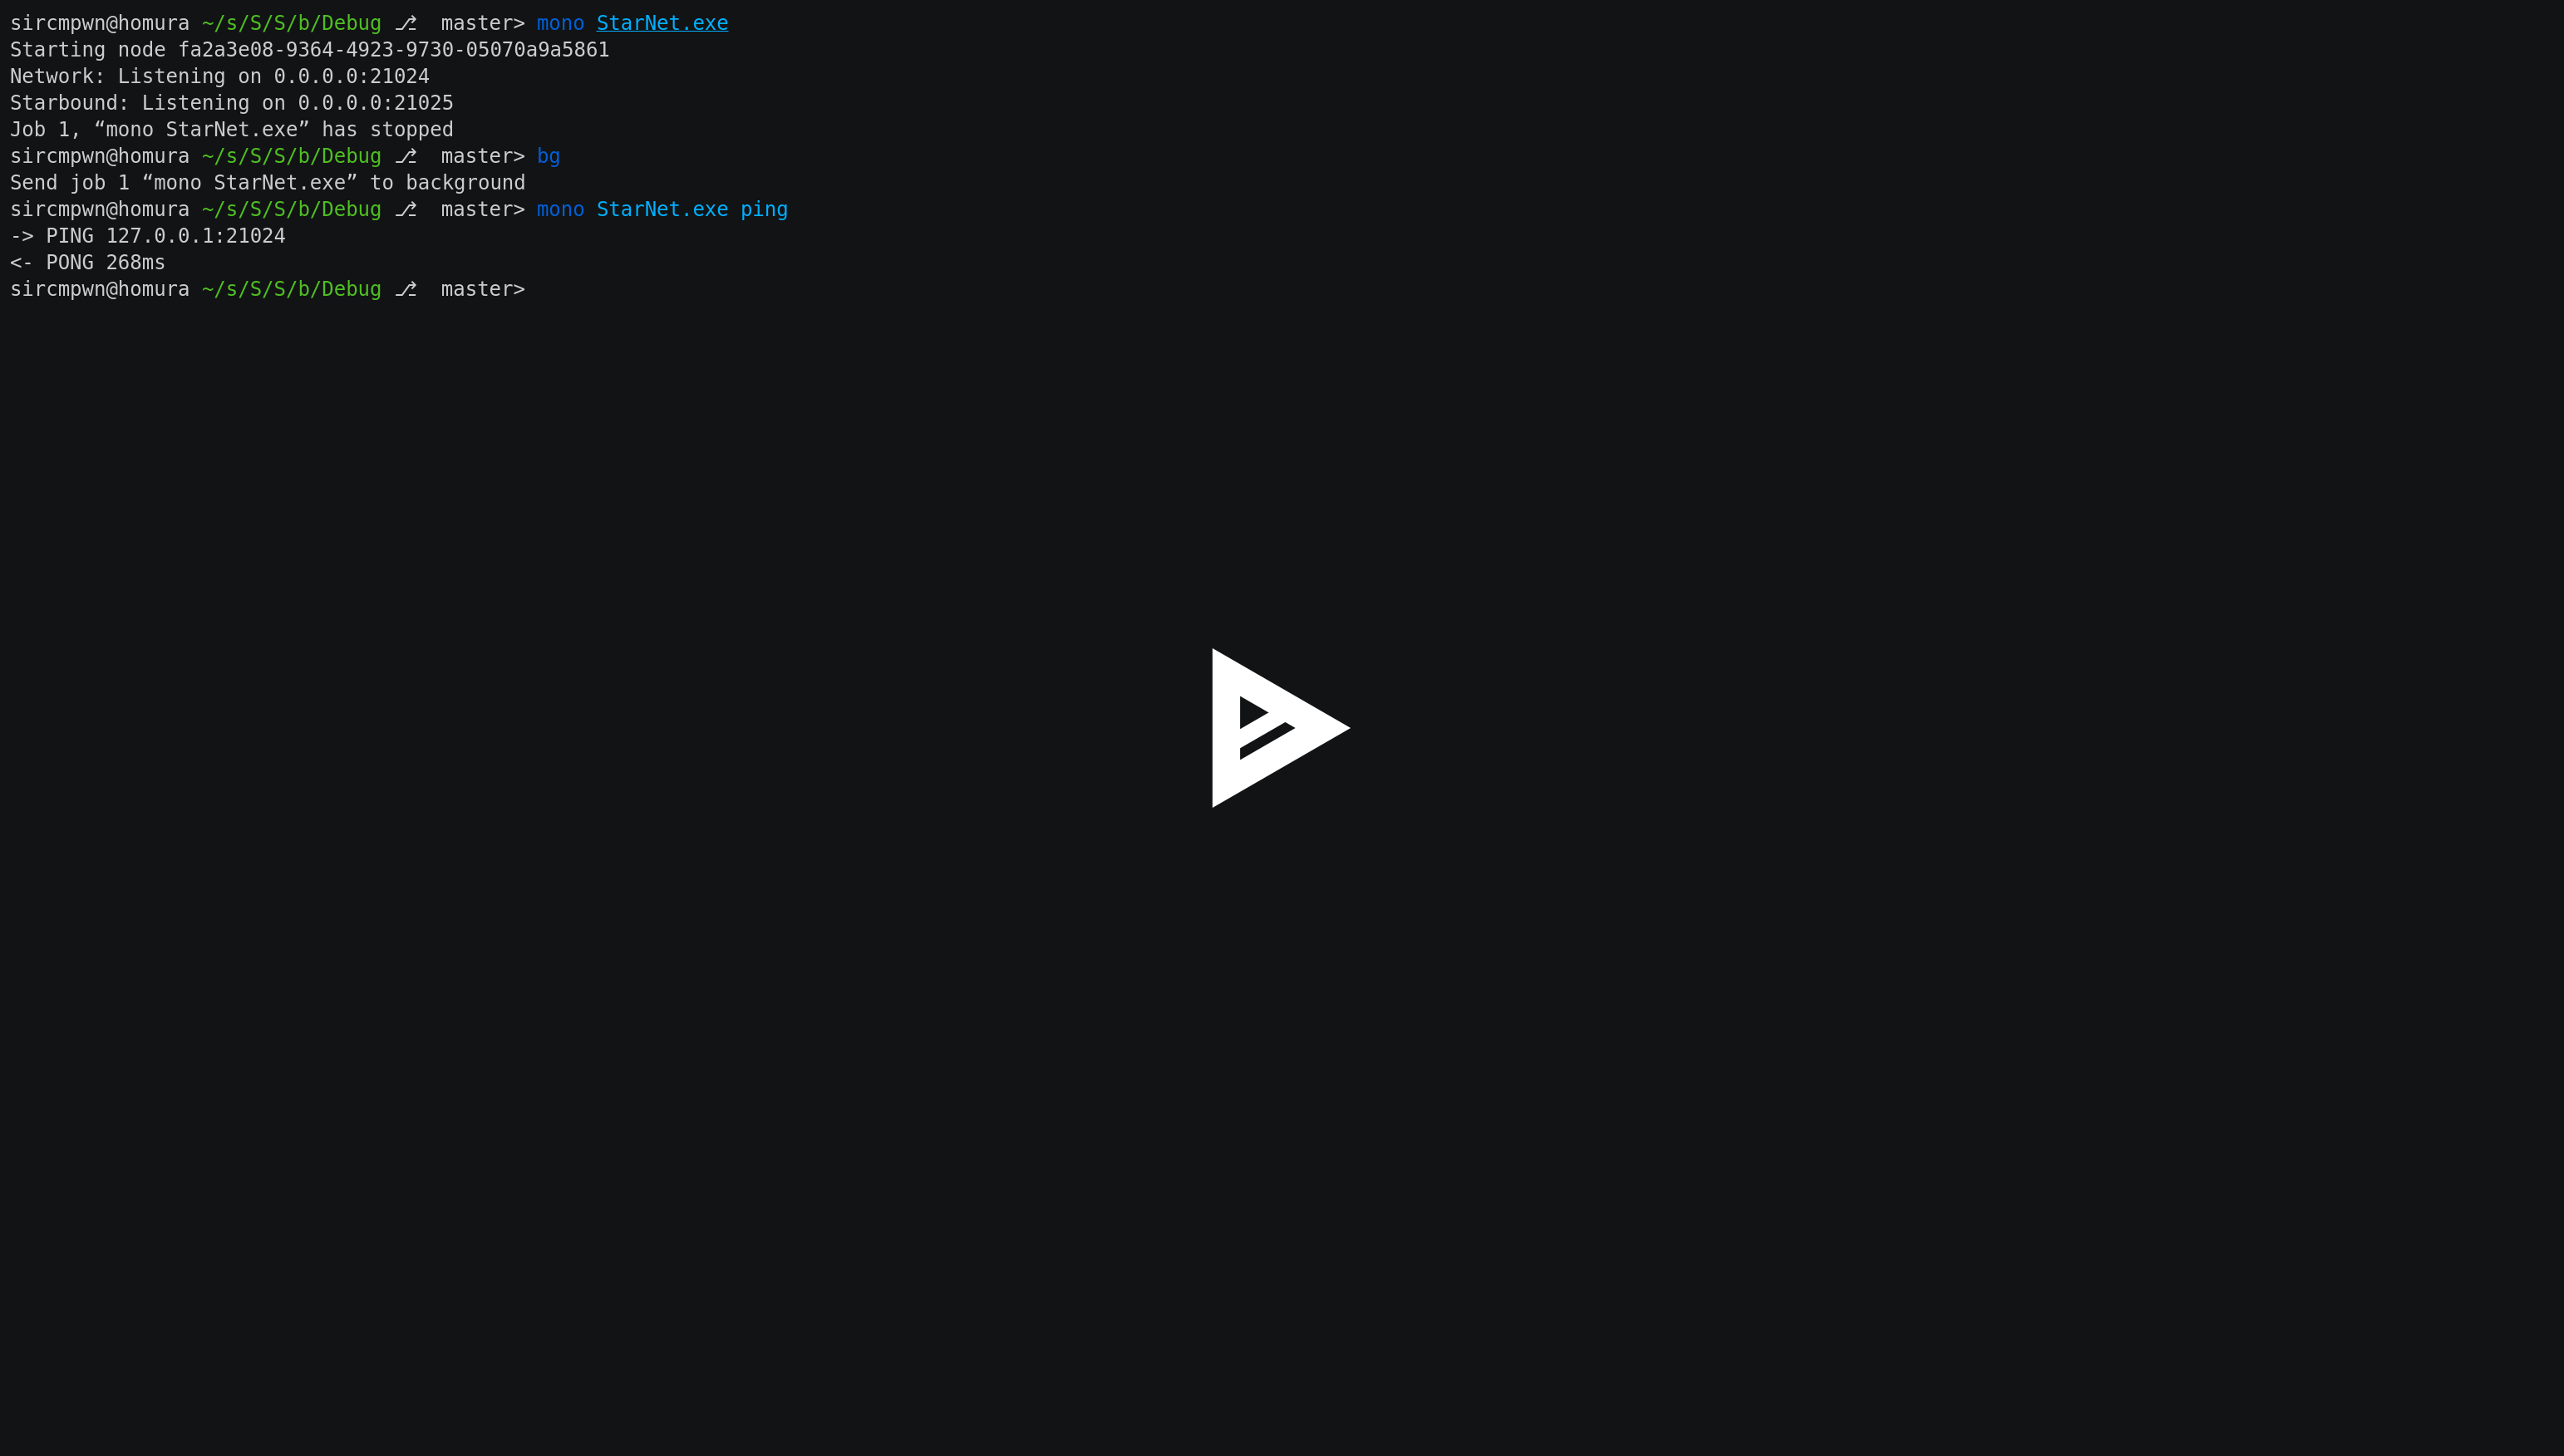 sircmpwn@homura ~/s/S/S/b/Debug ⎇  master> mono StarNet.exe
Starting node fa2a3e08-9364-4923-9730-05070a9a5861
Network: Listening on 0.0.0.0:21024
Starbound: Listening on 0.0.0.0:21025
Job 1, “mono StarNet.exe” has stopped
sircmpwn@homura ~/s/S/S/b/Debug ⎇  master> bg
Send job 1 “mono StarNet.exe” to background
sircmpwn@homura ~/s/S/S/b/Debug ⎇  master> mono StarNet.exe ping
-> PING 127.0.0.1:21024
<- PONG 268ms
sircmpwn@homura ~/s/S/S/b/Debug ⎇  master>